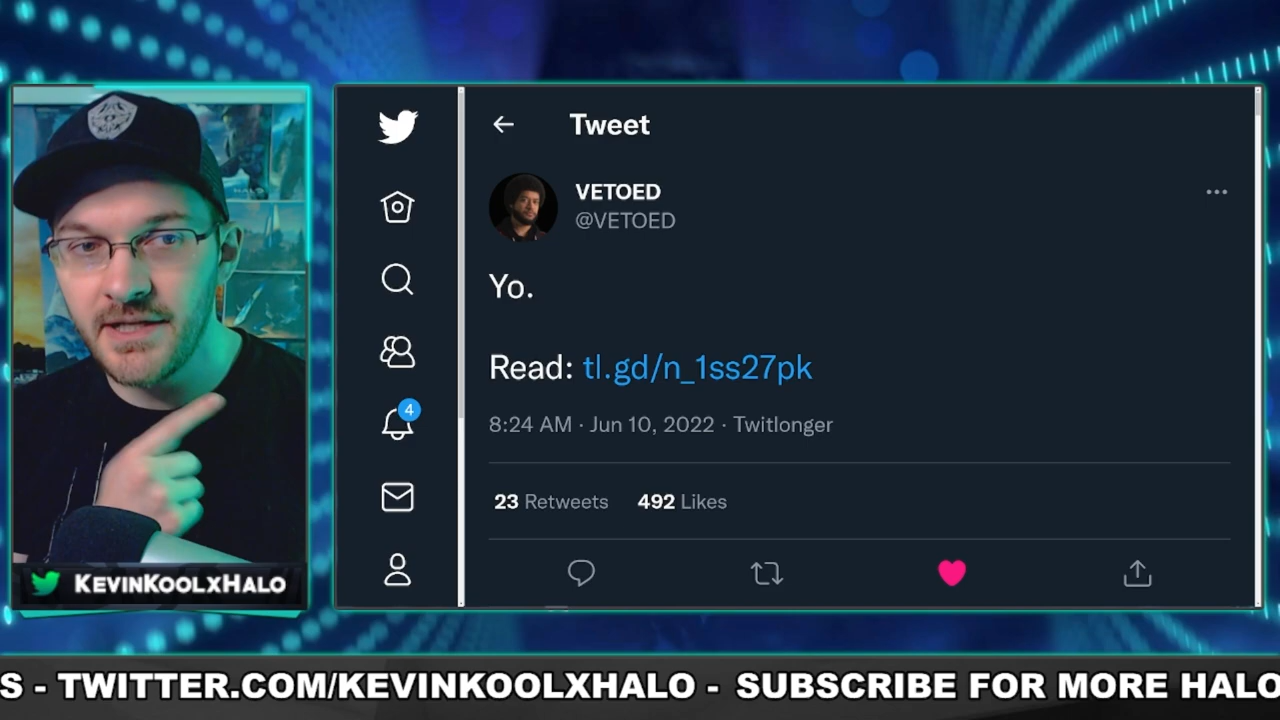 Tweet
VETOED
@VETOED
Yo.
Read: tl.gd/n_1ss27pk
8:24 AM · Jun 10, 2022 · Twitlonger
23 Retweets 492 Likes
4
HALO
KEVINKOOLXHALO
S - TWITTER.COM/KEVINKOOLXHALO - SUBSCRIBE FOR MORE HALO